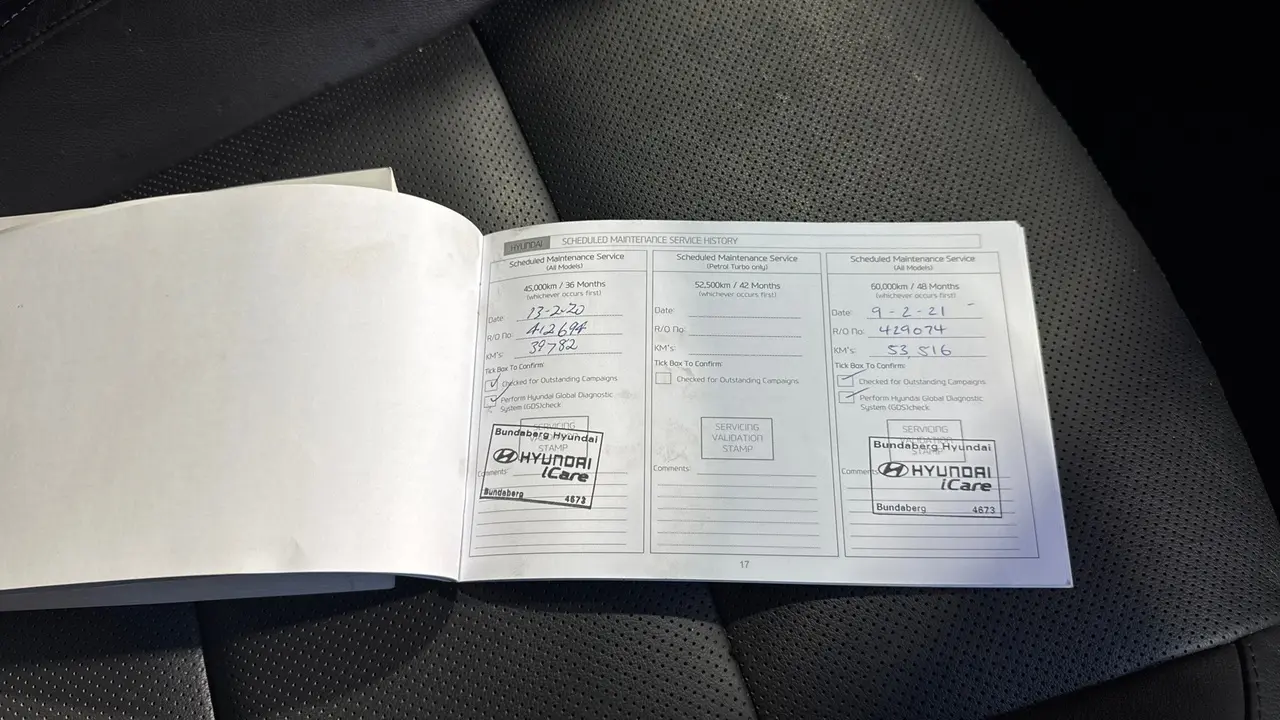 HYUNDAI SCHEDULED MAINTENANCE SERVICE HISTORY
Scheduled Maintenance Service
(All Models)
45,000km / 36 Months
(whichever occurs first)
Date: 13-2-20
R/O No: 412694
KM's: 39782
Tick Box To Confirm:
Checked for Outstanding Campaigns
Perform Hyundai Global Diagnostic
System (GDS)check
SERVICING
VALIDATION
STAMP
Bundaberg Hyundai
HYUNDAI
iCare
Bundaberg 4673
Comments
Scheduled Maintenance Service
(Petrol Turbo only)
52,500km / 42 Months
(whichever occurs first)
Date:
R/O No:
KM's:
Tick Box To Confirm:
Checked for Outstanding Campaigns
SERVICING
VALIDATION
STAMP
Comments:
Scheduled Maintenance Service
(All Models)
60,000km / 48 Months
(whichever occurs first)
Date: 9-2-21
R/O No: 429074
KM's: 53,516
Tick Box To Confirm:
Checked for Outstanding Campaigns
Perform Hyundai Global Diagnostic
System (GDS)check
SERVICING
VALIDATION
STAMP
Bundaberg Hyundai
HYUNDAI
iCare
Bundaberg 4673
Comments
17